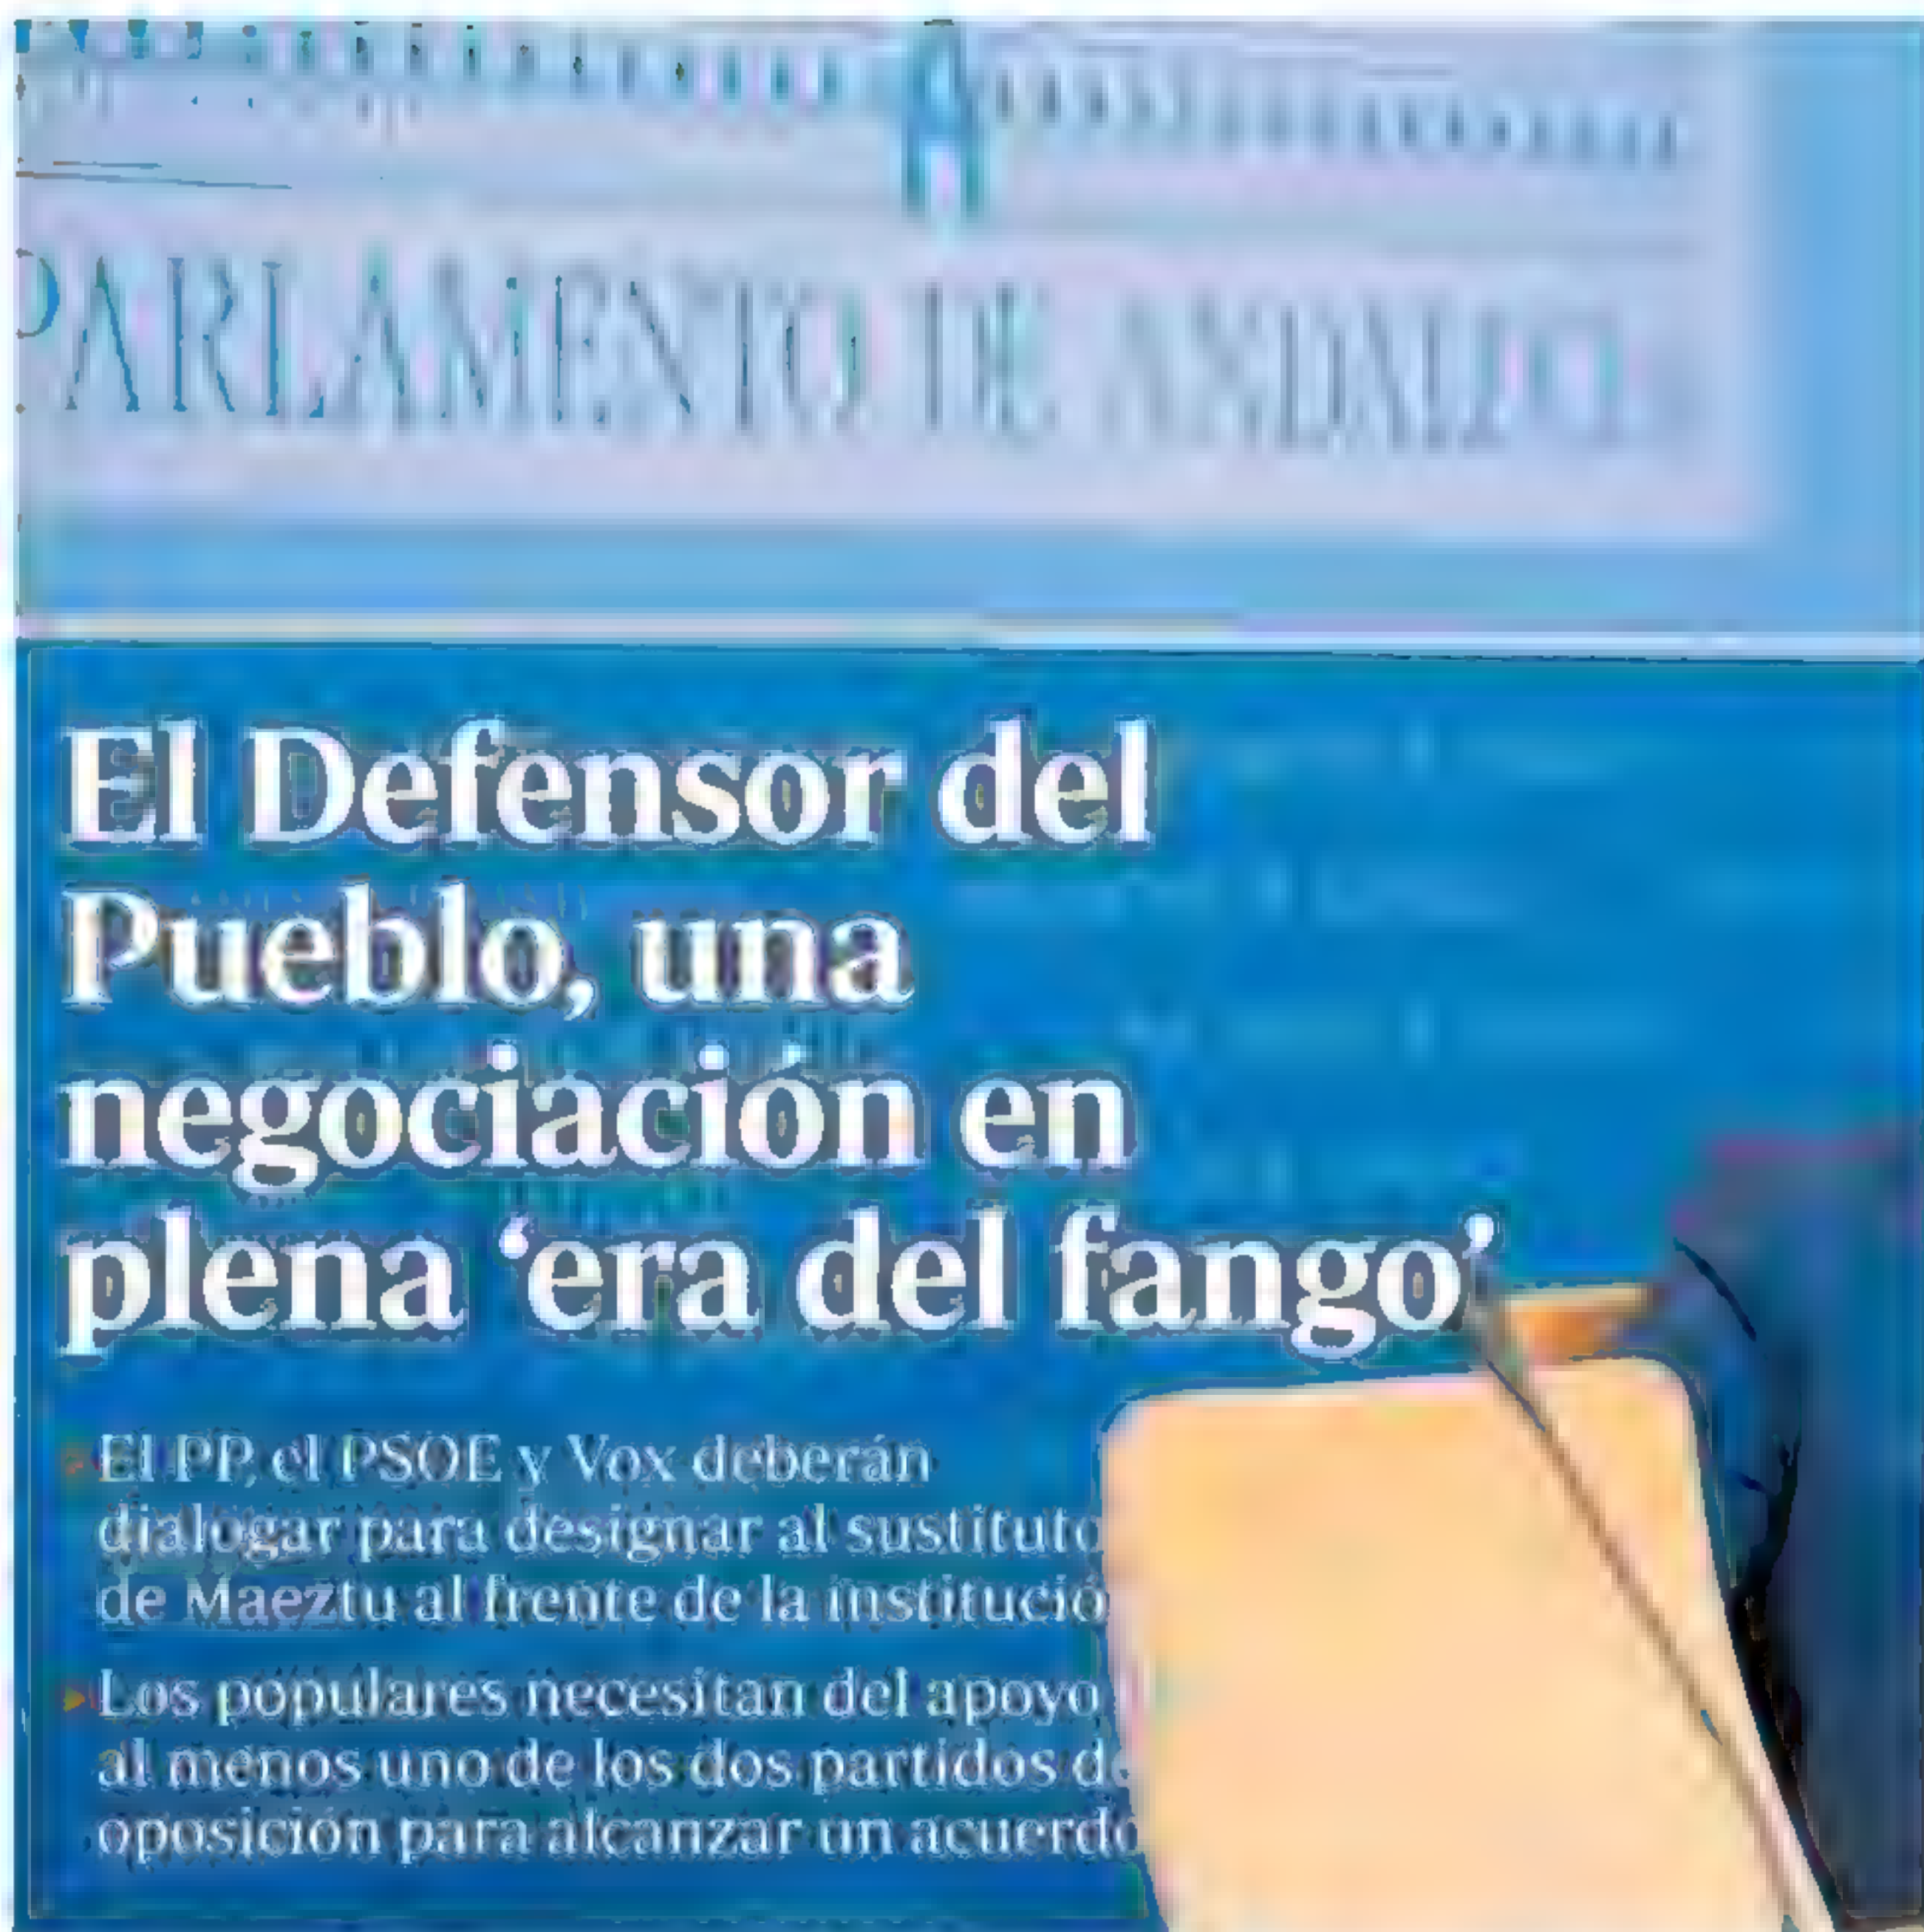 PARLAMENTO DE
El Defensor del
Pueblo, una
negociación en
plena ‘era del fango’
El PP, el PSOE y Vox deberán
dialogar para designar al sustituto
de Maeztu al frente de la institució
Los populares necesitan del apoyo
al menos uno de los dos partidos de
oposición para alcanzar un acuerdo